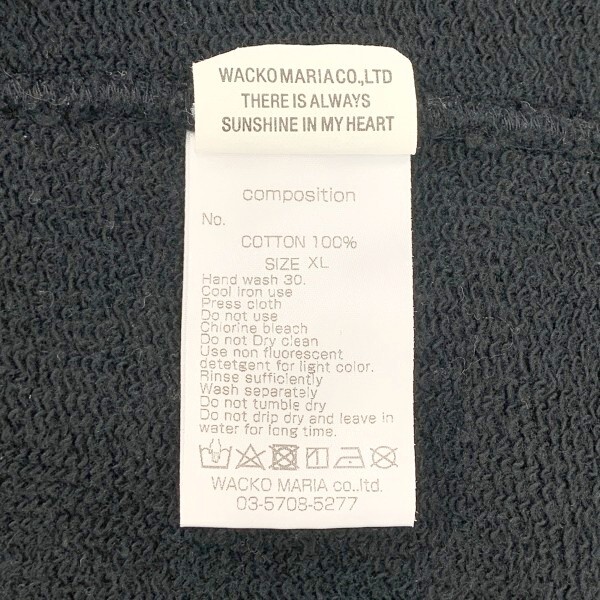 WACKO MARIA CO.,LTD
THERE IS ALWAYS
SUNSHINE IN MY HEART
composition
No.
COTTON 100%
SIZE XL
Hand wash 30.
Cool iron use
Press cloth
Do not use
Chlorine bleach
Do not Dry clean
Use non fluorescent
detetgant for light color.
Rinse sufficiently
Wash separately
Do not tumble dry
Do not drip dry and leave in
water for long time.
WACKO MARIA co..ltd.
03-5708-5277